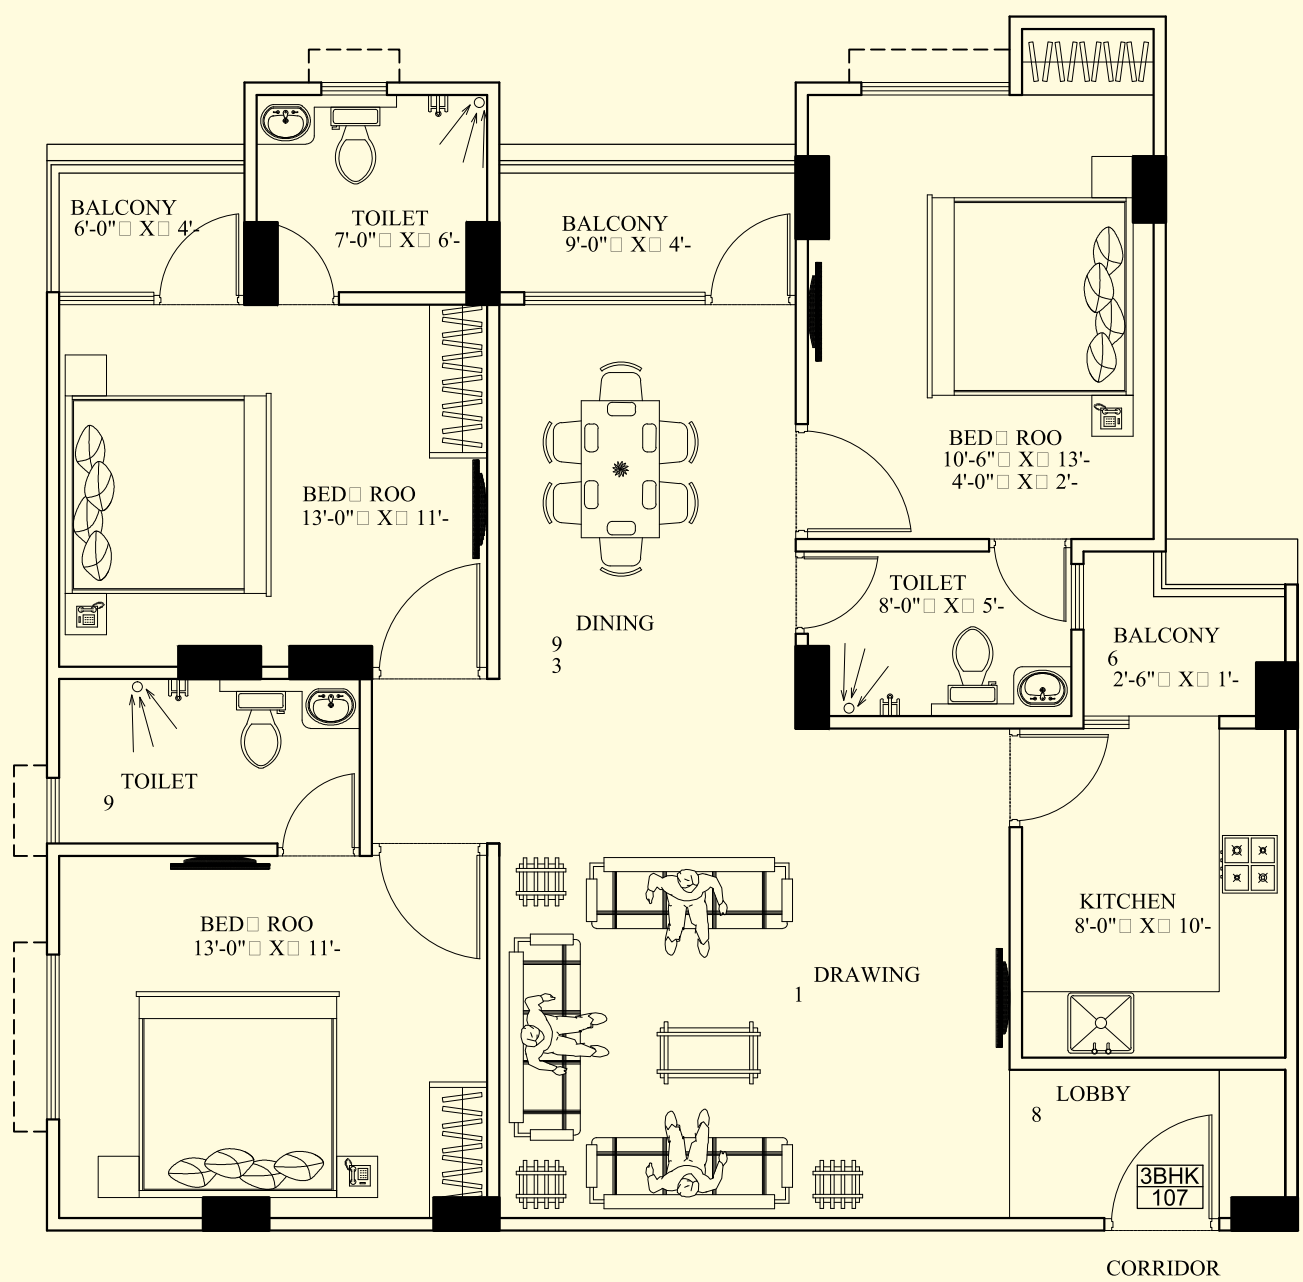 BALCONY
6'-0"□ X□ 4'-
TOILET
7'-0"□ X□ 6'-
BALCONY
9'-0"□ X□ 4'-
BED□ ROO
10'-6"□ X□ 13'-
4'-0"□ X□ 2'-
BED□ ROO
13'-0"□ X□ 11'-
TOILET
8'-0"□ X□ 5'-
DINING
9
3
BALCONY
6
2'-6"□ X□ 1'-
TOILET
9
BED□ ROO
13'-0"□ X□ 11'-
KITCHEN
8'-0"□ X□ 10'-
DRAWING
1
LOBBY
8
3BHK
107
CORRIDOR